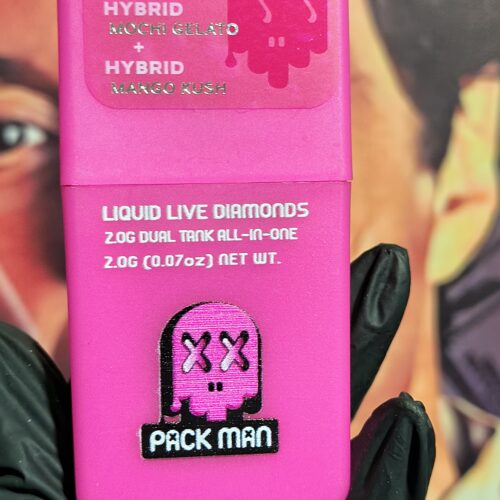 HYBRID
MOCHI GELATO
+
HYBRID
MANGO KUSH
LIQUID LIVE DIAMONDS
2.0G DUAL TANK ALL-IN-ONE
2.0G (0.07oz) NET WT.
PACK MAN